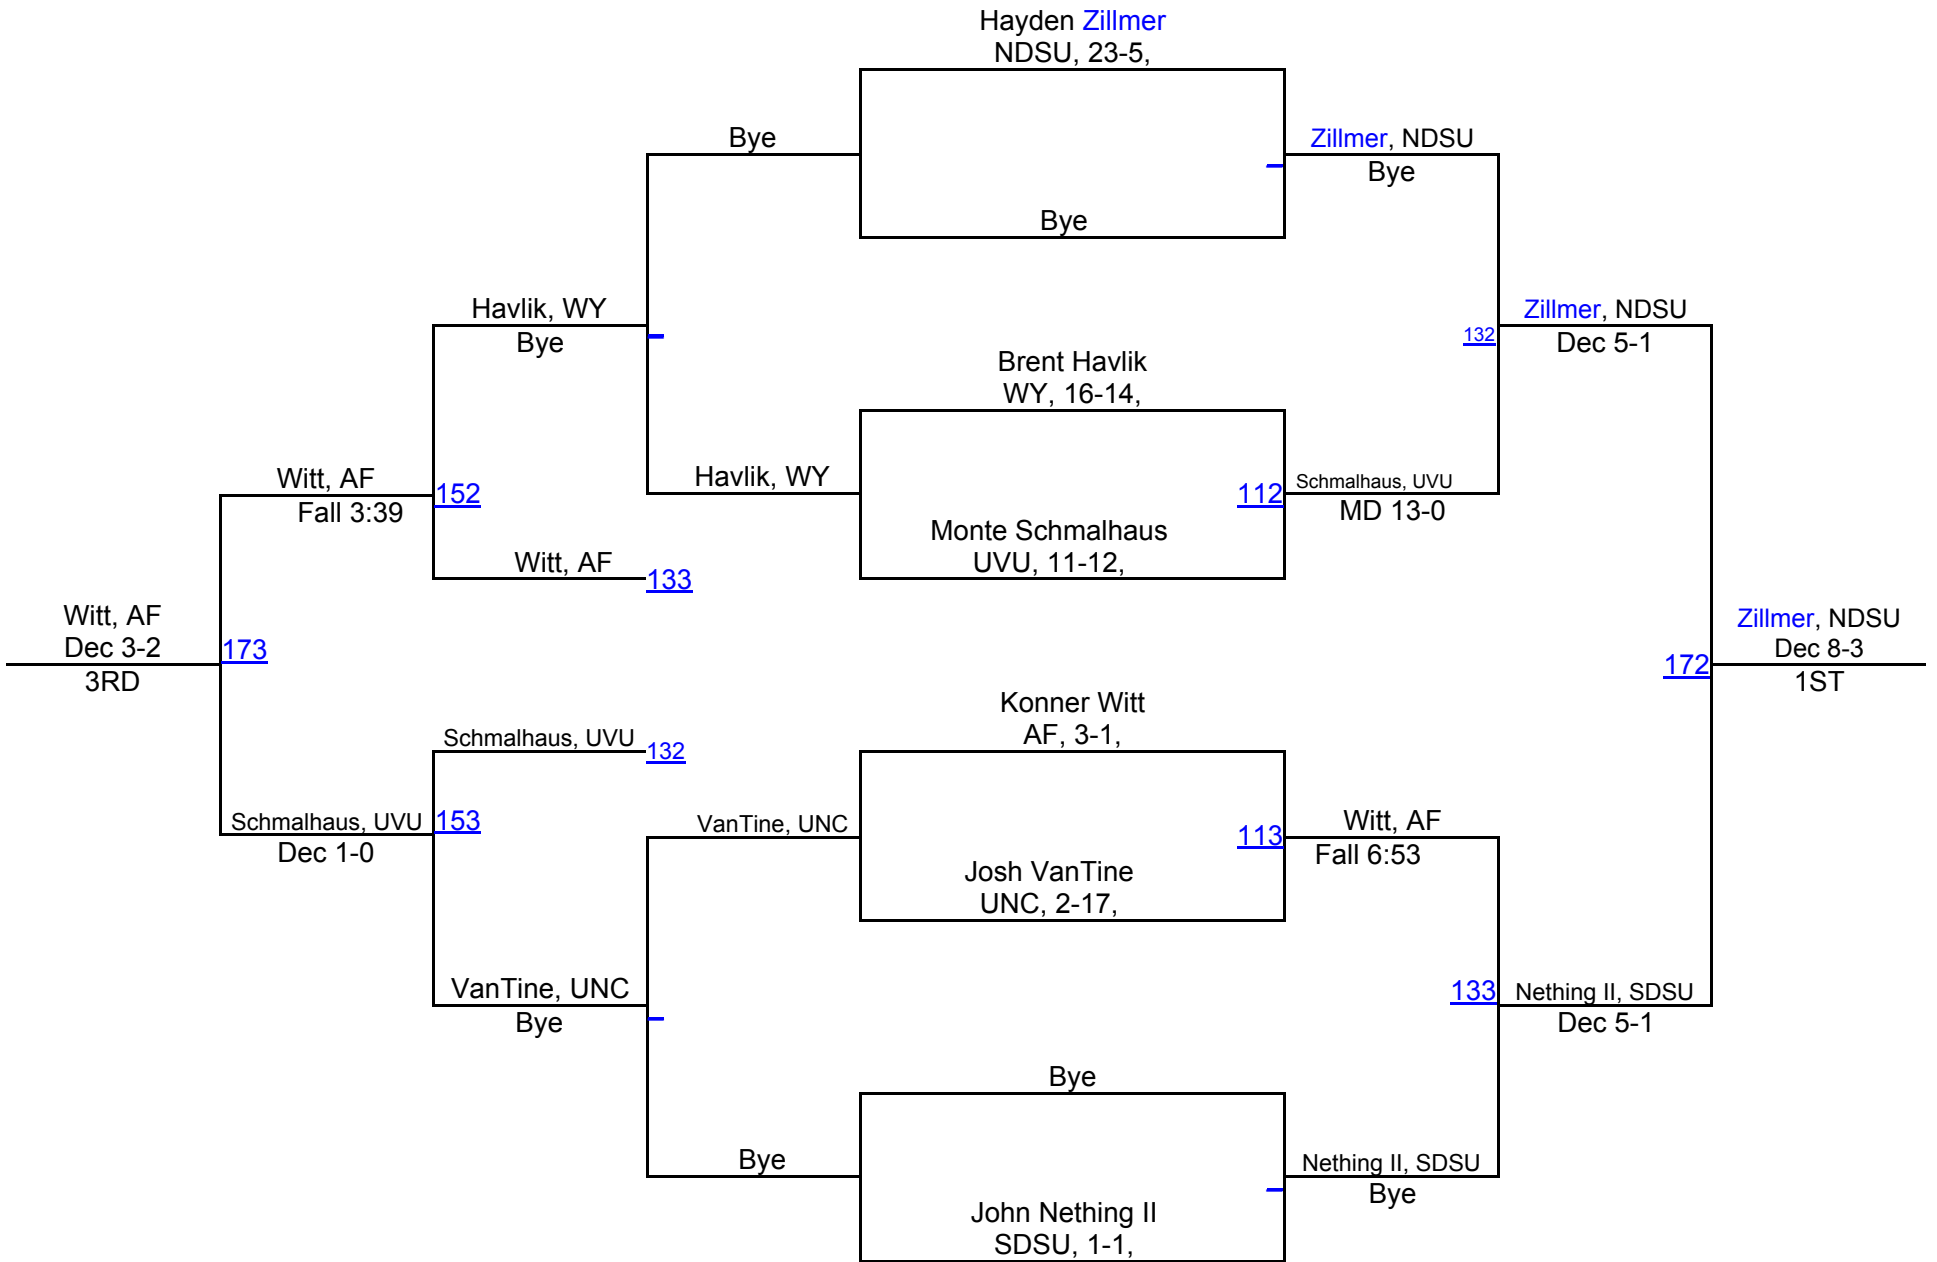 Hayden Zillmer
NDSU, 23-5,
Bye
Zillmer, NDSU
Bye
Bye
Havlik, WY
Bye
Zillmer, NDSU
132
Dec 5-1
Brent Havlik
WY, 16-14,
Witt, AF
152
Fall 3:39
Havlik, WY
112
Schmalhaus, UVU
MD 13-0
Monte Schmalhaus
UVU, 11-12,
Witt, AF
133
Witt, AF
Dec 3-2
173
3RD
Zillmer, NDSU
Dec 8-3
172
1ST
Konner Witt
AF, 3-1,
Schmalhaus, UVU
132
Schmalhaus, UVU
153
Dec 1-0
VanTine, UNC
113
Witt, AF
Fall 6:53
Josh VanTine
UNC, 2-17,
VanTine, UNC
Bye
133
Nething II, SDSU
Dec 5-1
Bye
Bye
Nething II, SDSU
Bye
John Nething II
SDSU, 1-1,